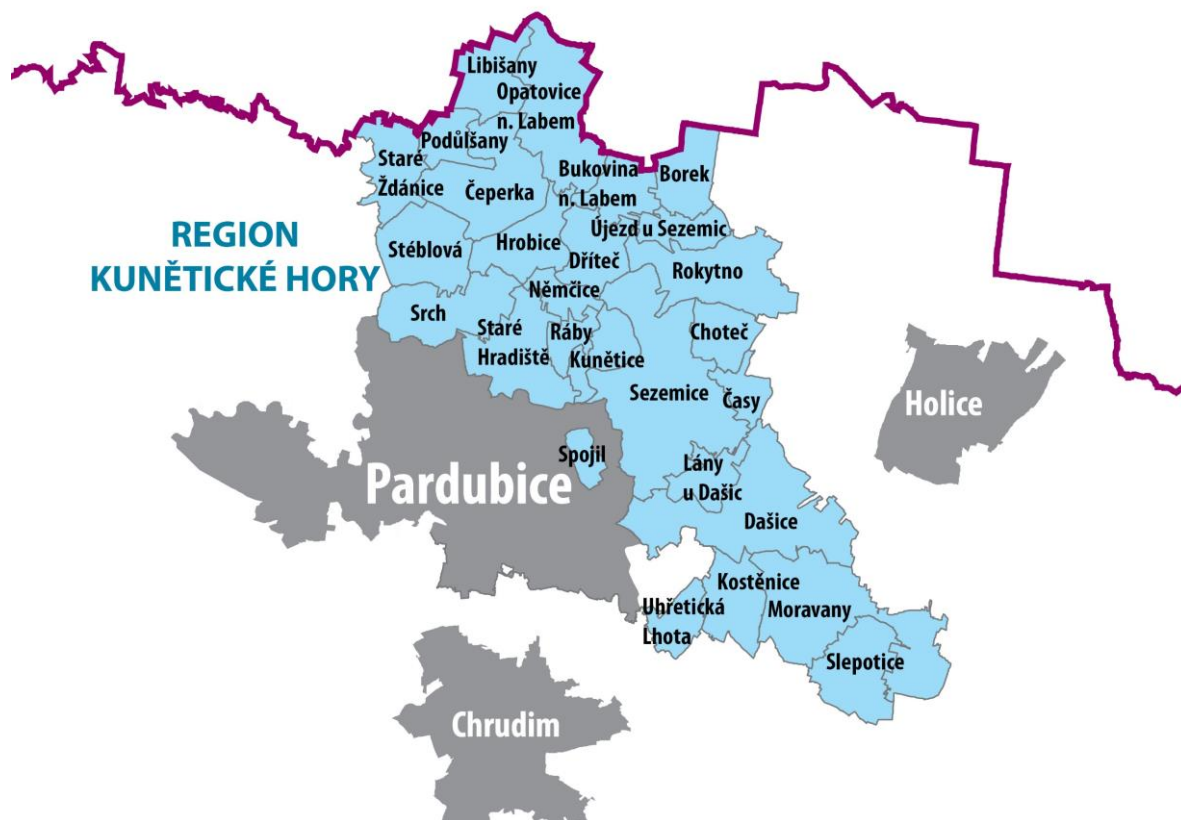 Libišany
Opatovice
n. Labem
Podůlšany
Staré
Ždánice
Čeperka
Bukovina
n. Labem
Borek
REGION
KUNĚTICKÉ HORY
Stéblová
Hrobice
Újezd u Sezemic
Dříteč
Rokytno
Němčice
Srch
Staré
Hradiště
Ráby
Kunětice
Choteč
Sezemice
Časy
Holice
Spojil
Pardubice
Lány
u Dašic
Dašice
Kostěnice
Uhřetická
Lhota
Moravany
Slepotice
Chrudim